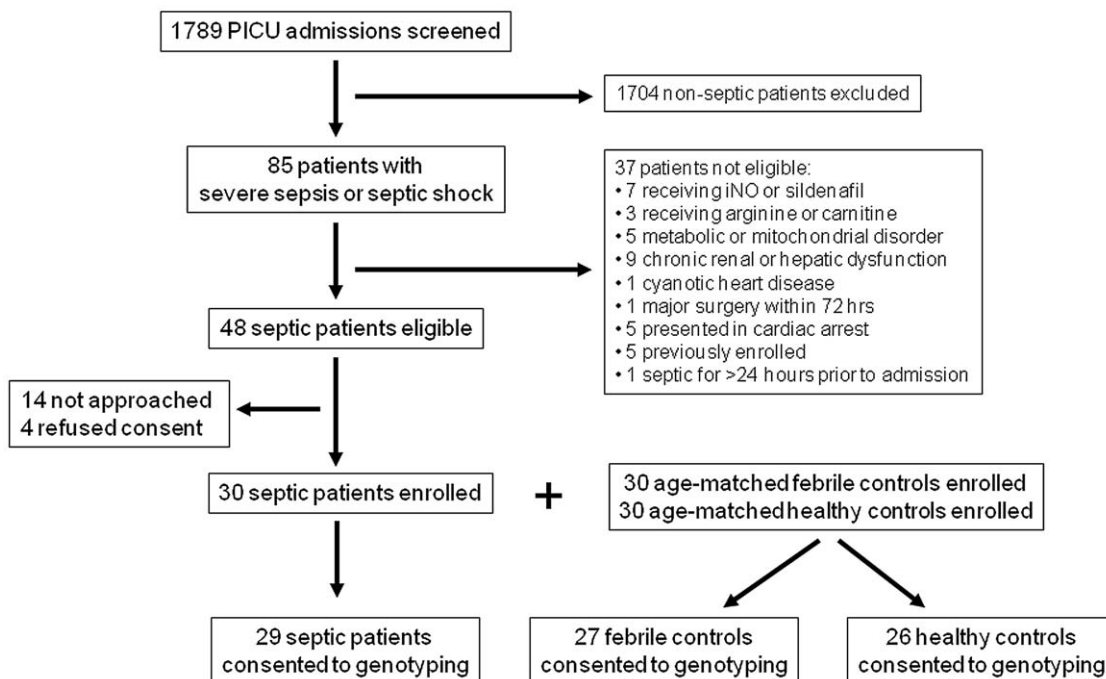 1789 PICU admissions screened
1704 non-septic patients excluded
85 patients with
severe sepsis or septic shock
37 patients not eligible:
• 7 receiving iNO or sildenafil
• 3 receiving arginine or carnitine
• 5 metabolic or mitochondrial disorder
• 9 chronic renal or hepatic dysfunction
• 1 cyanotic heart disease
• 1 major surgery within 72 hrs
• 5 presented in cardiac arrest
• 5 previously enrolled
• 1 septic for >24 hours prior to admission
48 septic patients eligible
14 not approached
4 refused consent
30 septic patients enrolled
+
30 age-matched febrile controls enrolled
30 age-matched healthy controls enrolled
29 septic patients
consented to genotyping
27 febrile controls
consented to genotyping
26 healthy controls
consented to genotyping